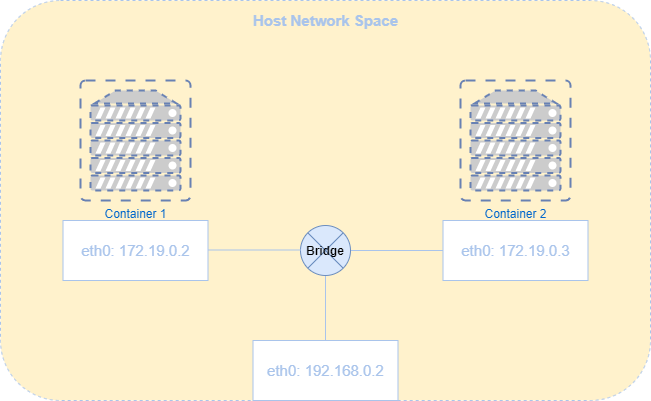 Host Network Space
Container 1
Container 2
eth0: 172.19.0.2
Bridge
eth0: 172.19.0.3
eth0: 192.168.0.2